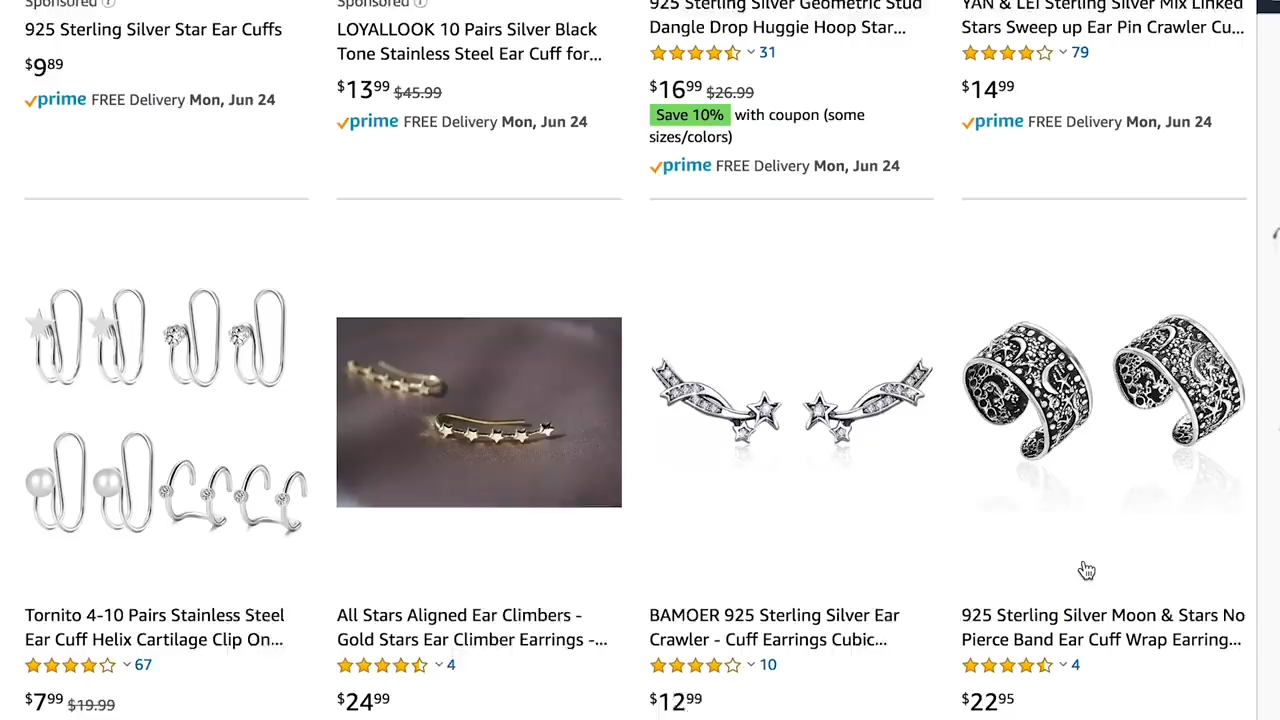 Sponsored
Sponsored
925 Sterling Silver Geometric Stud
YAN & LEI Sterling Silver Mix Linked
925 Sterling Silver Star Ear Cuffs
LOYALLOOK 10 Pairs Silver Black
Dangle Drop Huggie Hoop Star...
Stars Sweep up Ear Pin Crawler Cu...
Tone Stainless Steel Ear Cuff for...
31
79
$9.89
$13.99 $45.99
$16.99 $26.99
$14.99
prime FREE Delivery Mon, Jun 24
prime FREE Delivery Mon, Jun 24
Save 10% with coupon (some
sizes/colors)
prime FREE Delivery Mon, Jun 24
prime FREE Delivery Mon, Jun 24
Tornito 4-10 Pairs Stainless Steel
Ear Cuff Helix Cartilage Clip On...
67
$7.99 $19.99
All Stars Aligned Ear Climbers -
Gold Stars Ear Climber Earrings -...
4
$24.99
BAMOER 925 Sterling Silver Ear
Crawler - Cuff Earrings Cubic...
10
$12.99
925 Sterling Silver Moon & Stars No
Pierce Band Ear Cuff Wrap Earring...
4
$22.95